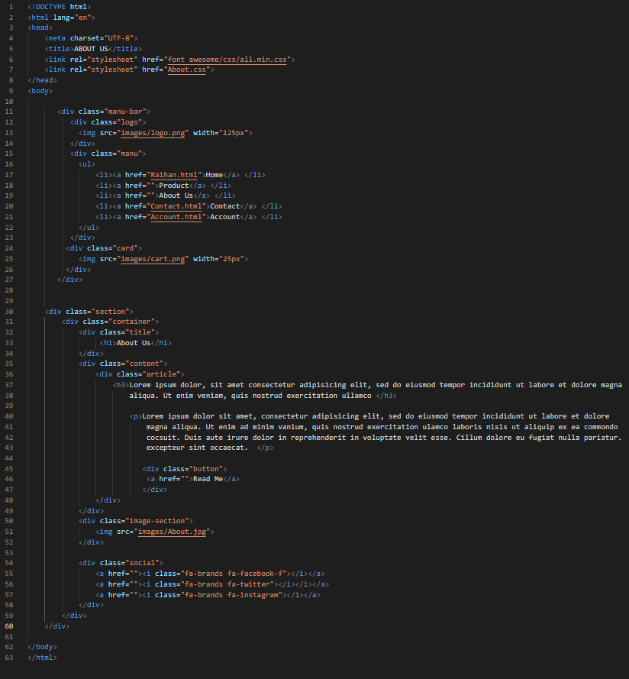 1 <!DOCTYPE html>
2 <html lang="en">
3 <head>
4 <meta charset="UTF-8">
5 <title>ABOUT US</title>
6 <link rel="stylesheet" href="font awesome/css/all.min.css">
7 <link rel="stylesheet" href="About.css">
8 </head>
9 <body>
10
11 <div class="manu-bar">
12 <div class="logo">
13 <img src="images/logo.png" width="125px">
14 </div>
15 <div class="manu">
16 <ul>
17 <li><a href="Raihan.html">Home</a> </li>
18 <li><a href="">Product</a> </li>
19 <li><a href="">About Us</a> </li>
20 <li><a href="Contact.html">Contact</a> </li>
21 <li><a href="Account.html">Account</a> </li>
22 </ul>
23 </div>
24 <div class="card">
25 <img src="images/cart.png" width="25px">
26 </div>
27 </div>
28
29
30 <div class="section">
31 <div class="container">
32 <div class="title">
33 <h1>About Us</h1>
34 </div>
35 <div class="content">
36 <div class="article">
37 <h3>Lorem ipsum dolor, sit amet consectetur adipisicing elit, sed do eiusmod tempor incididunt ut labore et dolore magna
38 aliqua. Ut enim veniam, quis nostrud exercitation ullamco </h3>
39
40 <p>Lorem ipsum dolor sit amet, consectetur adipisicing elit, sed do eiusmod tempor incididunt ut labore et dolore
41 magna aliqua. Ut enim ad minim vanium, quis nostrud exercitation ulamco laboris nisis ut aliquip ex ea commondo
42 cocsuit. Duis aute irure dolor in reprehenderit in voluptate velit esse. Cillum dolore eu fugiat nulla pariatur.
43 excepteur sint occaecat. </p>
44
45 <div class="button">
46 <a href="">Read Me</a>
47 </div>
48 </div>
49 </div>
50 <div class="image-section">
51 <img src="images/About.jpg">
52 </div>
53
54 <div class="social">
55 <a href=""><i class="fa-brands fa-facebook-f"></i></a>
56 <a href=""><i class="fa-brands fa-twitter"></i></i></a>
57 <a href=""><i class="fa-brands fa-instagram"></i></a>
58 </div>
59 </div>
60 </div>
61
62 </body>
63 </html>